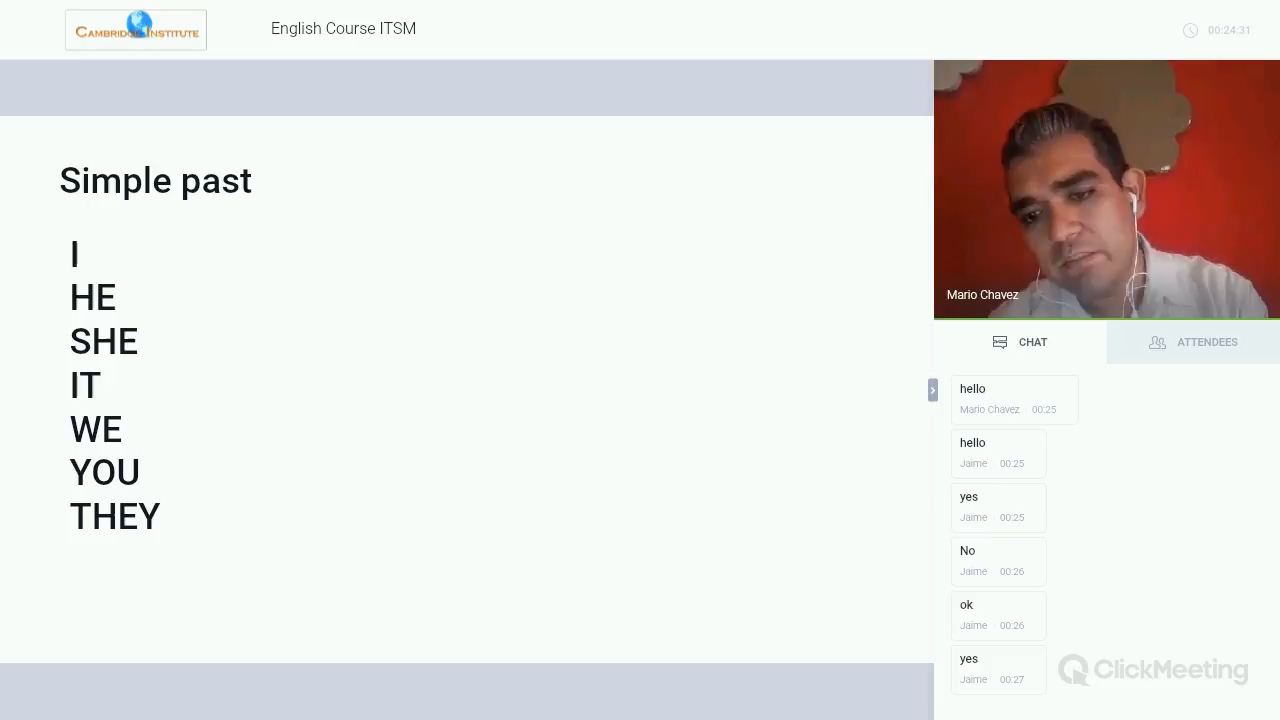 CAMBRIDGE INSTITUTE
English Course ITSM
00:24:31
Simple past
I
HE
SHE
IT
WE
YOU
THEY
Mario Chavez
CHAT
ATTENDEES
hello
Mario Chavez 00:25
hello
Jaime 00:25
yes
Jaime 00:25
No
Jaime 00:26
ok
Jaime 00:26
yes
Jaime 00:27
ClickMeeting